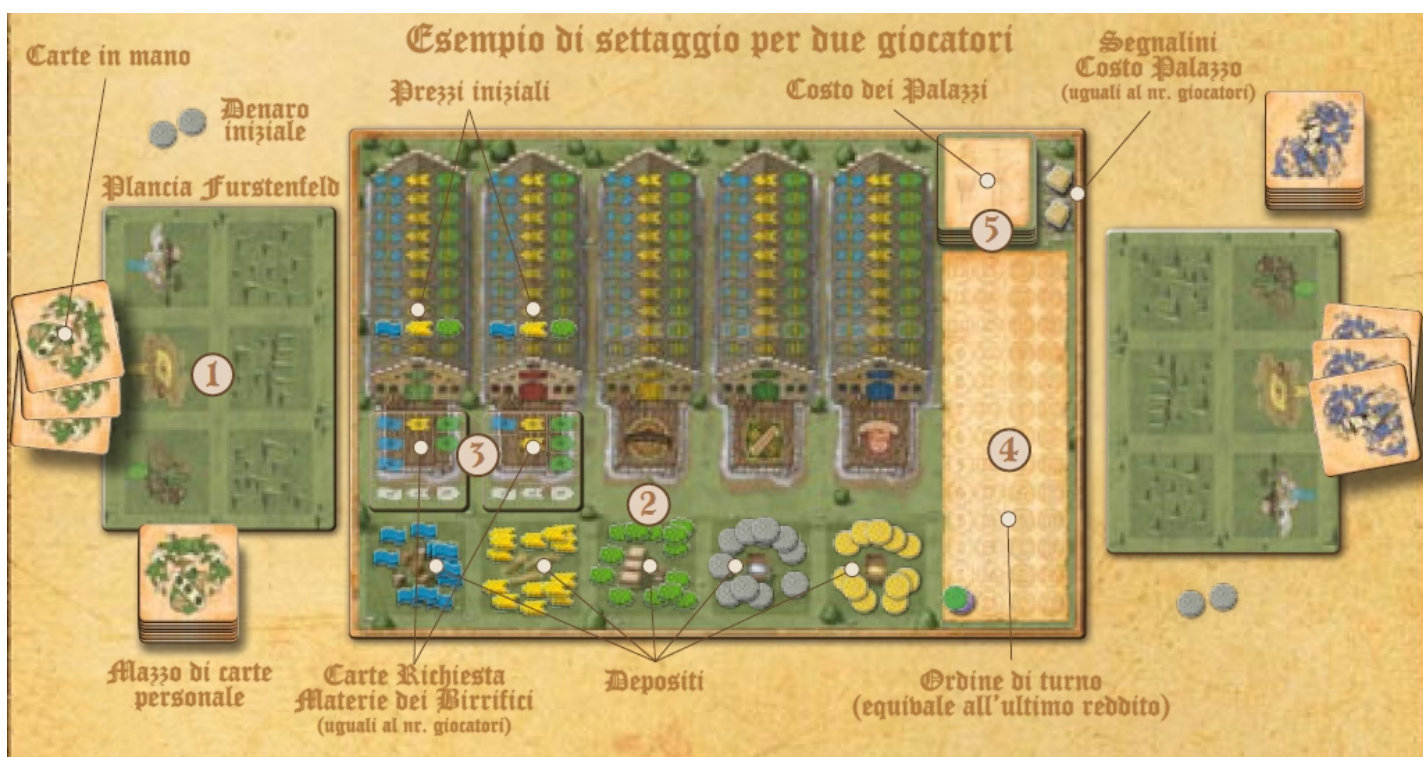 Esempio di settaggio per due giocatori
Carte in mano
Denaro
iniziale
Prezzi iniziali
Costo dei Palazzi
Segnalini
Costo Palazzo
(uguali al nr. giocatori)
Plancia Furstenfeld
5
1
3
4
2
Mazzo di carte
personale
Carte Richiesta
Materie dei Birrifici
(uguali al nr. giocatori)
Depositi
Ordine di turno
(equivale all'ultimo reddito)